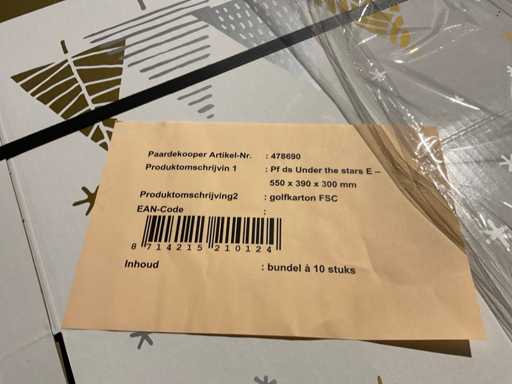 Paardekooper Artikel-Nr. : 478690
Produktomschrijvin 1 : Pf ds Under the stars E –
550 x 390 x 300 mm
Produktomschrijving2 : golfkarton FSC
EAN-Code :
8 714215 210124
Inhoud : bundel à 10 stuks